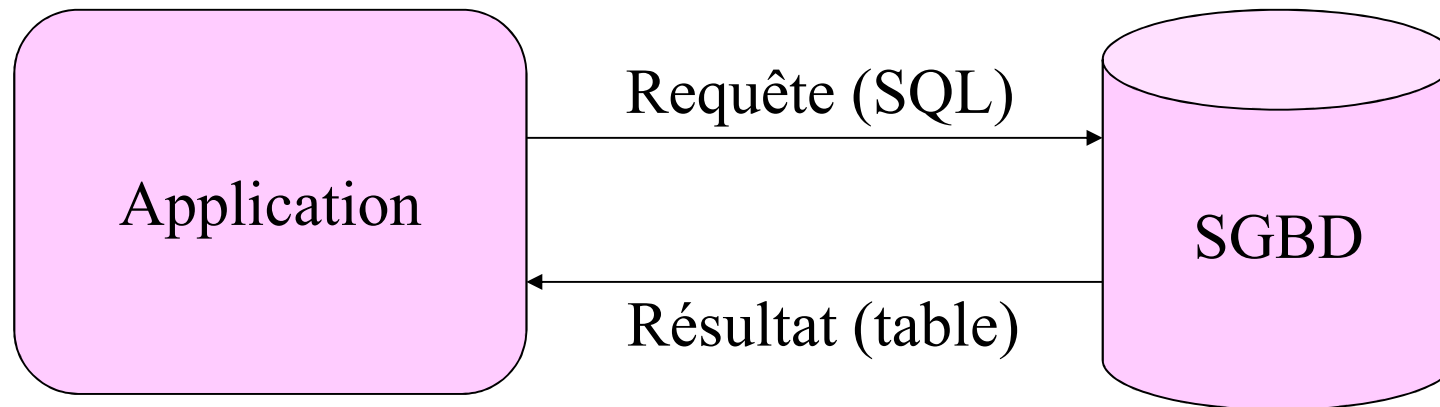 Requête (SQL)
Application
SGBD
Résultat (table)